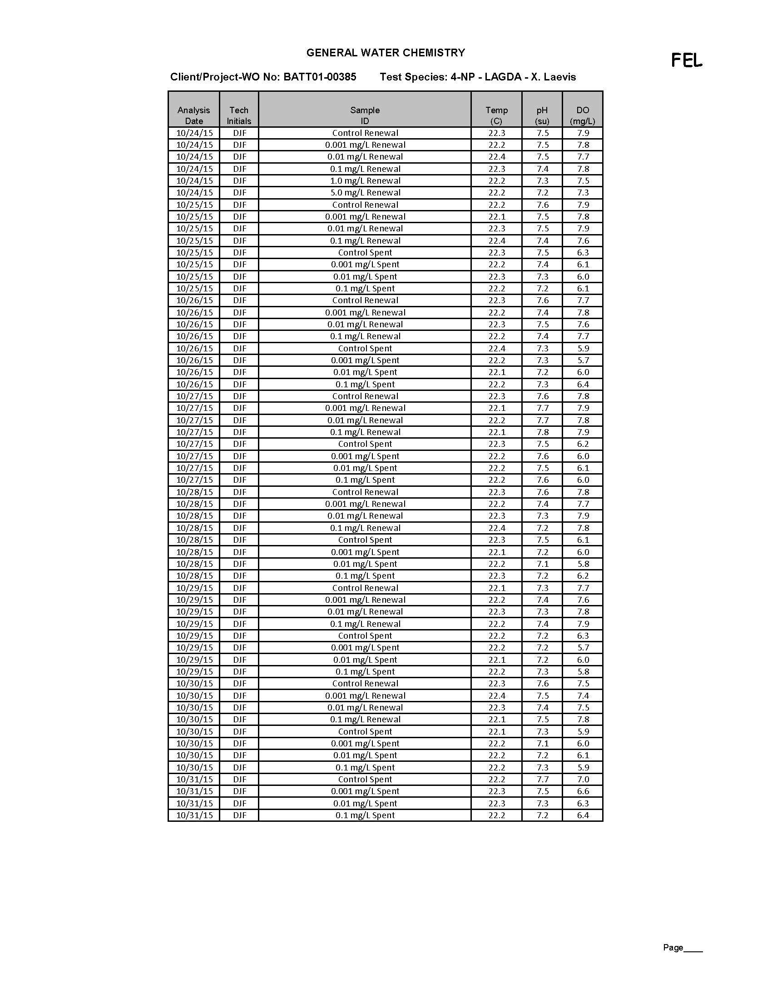 GENERAL WATER CHEMISTRY
FEL
Client/Project-WO No: BATT01-00385 Test Species: 4-NP - LAGDA - X. Laevis
Analysis Date Tech Initials Sample ID Temp (C) pH (su) DO (mg/L)
10/24/15 DJF Control Renewal 22.3 7.5 7.9
10/24/15 DJF 0.001 mg/L Renewal 22.2 7.5 7.8
10/24/15 DJF 0.01 mg/L Renewal 22.4 7.5 7.7
10/24/15 DJF 0.1 mg/L Renewal 22.3 7.4 7.8
10/24/15 DJF 1.0 mg/L Renewal 22.2 7.3 7.5
10/24/15 DJF 5.0 mg/L Renewal 22.2 7.2 7.3
10/25/15 DJF Control Renewal 22.2 7.6 7.9
10/25/15 DJF 0.001 mg/L Renewal 22.1 7.5 7.8
10/25/15 DJF 0.01 mg/L Renewal 22.3 7.5 7.9
10/25/15 DJF 0.1 mg/L Renewal 22.4 7.4 7.6
10/25/15 DJF Control Spent 22.3 7.5 6.3
10/25/15 DJF 0.001 mg/L Spent 22.2 7.4 6.1
10/25/15 DJF 0.01 mg/L Spent 22.3 7.3 6.0
10/25/15 DJF 0.1 mg/L Spent 22.2 7.2 6.1
10/26/15 DJF Control Renewal 22.3 7.6 7.7
10/26/15 DJF 0.001 mg/L Renewal 22.2 7.4 7.8
10/26/15 DJF 0.01 mg/L Renewal 22.3 7.5 7.6
10/26/15 DJF 0.1 mg/L Renewal 22.2 7.4 7.7
10/26/15 DJF Control Spent 22.4 7.3 5.9
10/26/15 DJF 0.001 mg/L Spent 22.2 7.3 5.7
10/26/15 DJF 0.01 mg/L Spent 22.1 7.2 6.0
10/26/15 DJF 0.1 mg/L Spent 22.2 7.3 6.4
10/27/15 DJF Control Renewal 22.3 7.6 7.8
10/27/15 DJF 0.001 mg/L Renewal 22.1 7.7 7.9
10/27/15 DJF 0.01 mg/L Renewal 22.2 7.7 7.8
10/27/15 DJF 0.1 mg/L Renewal 22.1 7.8 7.9
10/27/15 DJF Control Spent 22.3 7.5 6.2
10/27/15 DJF 0.001 mg/L Spent 22.2 7.6 6.0
10/27/15 DJF 0.01 mg/L Spent 22.2 7.5 6.1
10/27/15 DJF 0.1 mg/L Spent 22.2 7.6 6.0
10/28/15 DJF Control Renewal 22.3 7.6 7.8
10/28/15 DJF 0.001 mg/L Renewal 22.2 7.4 7.7
10/28/15 DJF 0.01 mg/L Renewal 22.3 7.3 7.9
10/28/15 DJF 0.1 mg/L Renewal 22.4 7.2 7.8
10/28/15 DJF Control Spent 22.3 7.5 6.1
10/28/15 DJF 0.001 mg/L Spent 22.1 7.2 6.0
10/28/15 DJF 0.01 mg/L Spent 22.2 7.1 5.8
10/28/15 DJF 0.1 mg/L Spent 22.3 7.2 6.2
10/29/15 DJF Control Renewal 22.1 7.3 7.7
10/29/15 DJF 0.001 mg/L Renewal 22.2 7.4 7.6
10/29/15 DJF 0.01 mg/L Renewal 22.3 7.3 7.8
10/29/15 DJF 0.1 mg/L Renewal 22.2 7.4 7.9
10/29/15 DJF Control Spent 22.2 7.2 6.3
10/29/15 DJF 0.001 mg/L Spent 22.2 7.2 5.7
10/29/15 DJF 0.01 mg/L Spent 22.1 7.2 6.0
10/29/15 DJF 0.1 mg/L Spent 22.2 7.3 5.8
10/30/15 DJF Control Renewal 22.3 7.6 7.5
10/30/15 DJF 0.001 mg/L Renewal 22.4 7.5 7.4
10/30/15 DJF 0.01 mg/L Renewal 22.3 7.4 7.5
10/30/15 DJF 0.1 mg/L Renewal 22.1 7.5 7.8
10/30/15 DJF Control Spent 22.1 7.3 5.9
10/30/15 DJF 0.001 mg/L Spent 22.2 7.1 6.0
10/30/15 DJF 0.01 mg/L Spent 22.2 7.2 6.1
10/30/15 DJF 0.1 mg/L Spent 22.2 7.3 5.9
10/31/15 DJF Control Spent 22.2 7.7 7.0
10/31/15 DJF 0.001 mg/L Spent 22.3 7.5 6.6
10/31/15 DJF 0.01 mg/L Spent 22.3 7.3 6.3
10/31/15 DJF 0.1 mg/L Spent 22.2 7.2 6.4
Page____